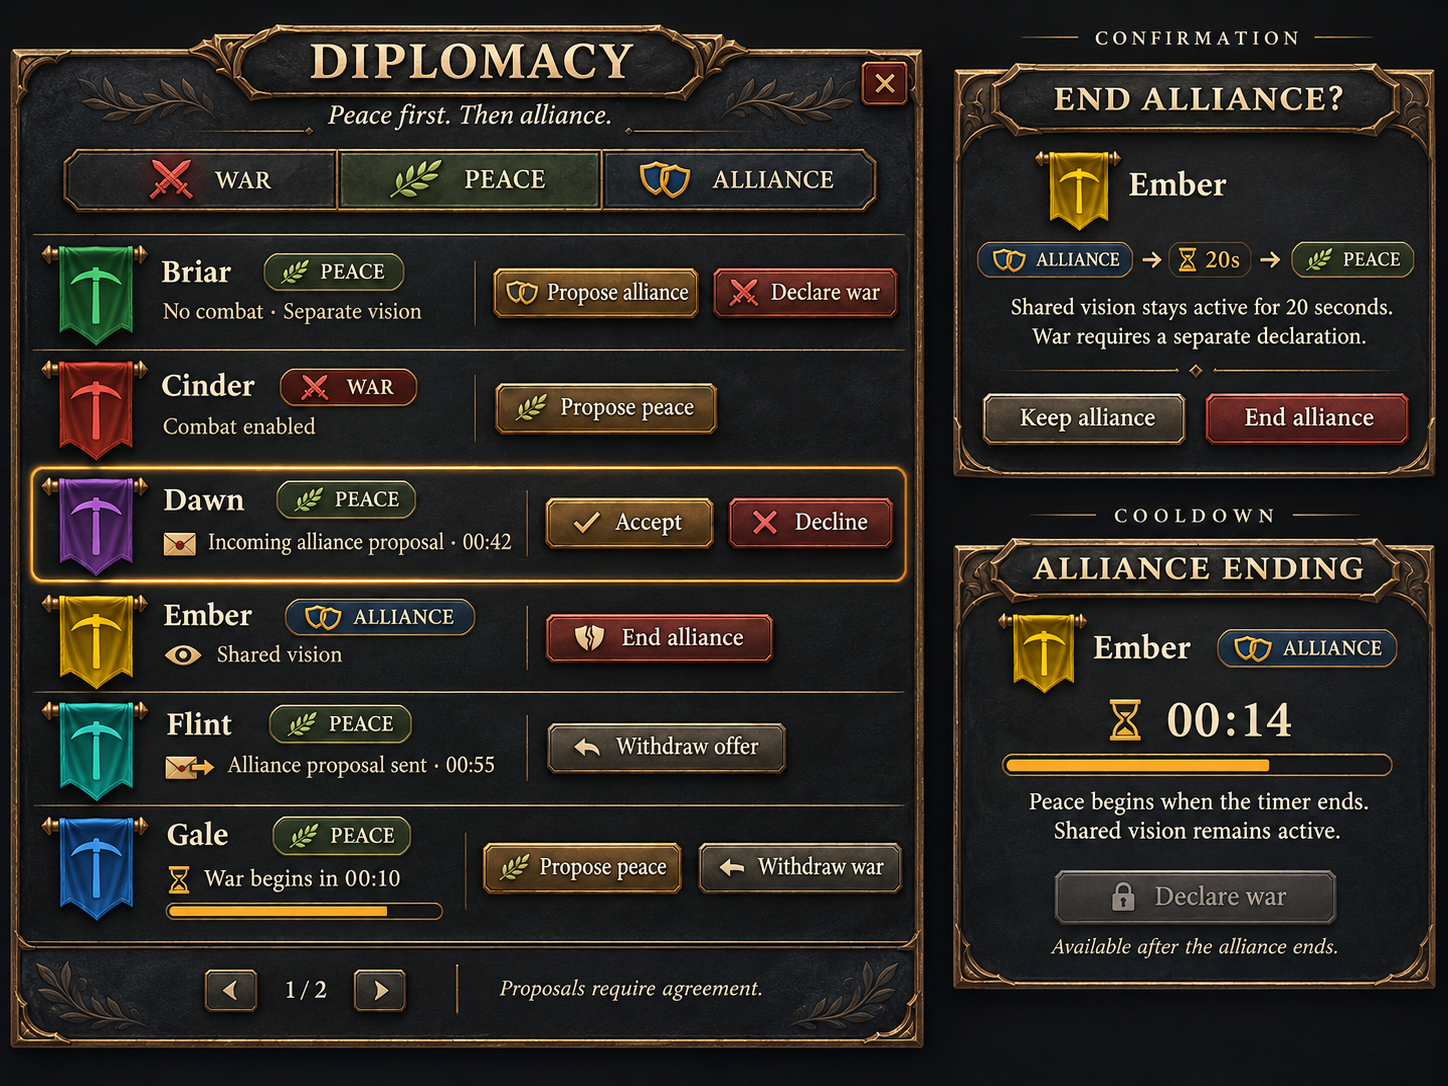 DIPLOMACY
Peace first. Then alliance.
WAR
PEACE
ALLIANCE
Briar
PEACE
No combat · Separate vision
Propose alliance
Declare war
Cinder
WAR
Combat enabled
Propose peace
Dawn
PEACE
Incoming alliance proposal · 00:42
Accept
Decline
Ember
ALLIANCE
Shared vision
End alliance
Flint
PEACE
Alliance proposal sent · 00:55
Withdraw offer
Gale
PEACE
War begins in 00:10
Propose peace
Withdraw war
1 / 2
Proposals require agreement.
CONFIRMATION
END ALLIANCE?
Ember
ALLIANCE → 20s → PEACE
Shared vision stays active for 20 seconds.
War requires a separate declaration.
Keep alliance
End alliance
COOLDOWN
ALLIANCE ENDING
Ember
ALLIANCE
00:14
Peace begins when the timer ends.
Shared vision remains active.
Declare war
Available after the alliance ends.